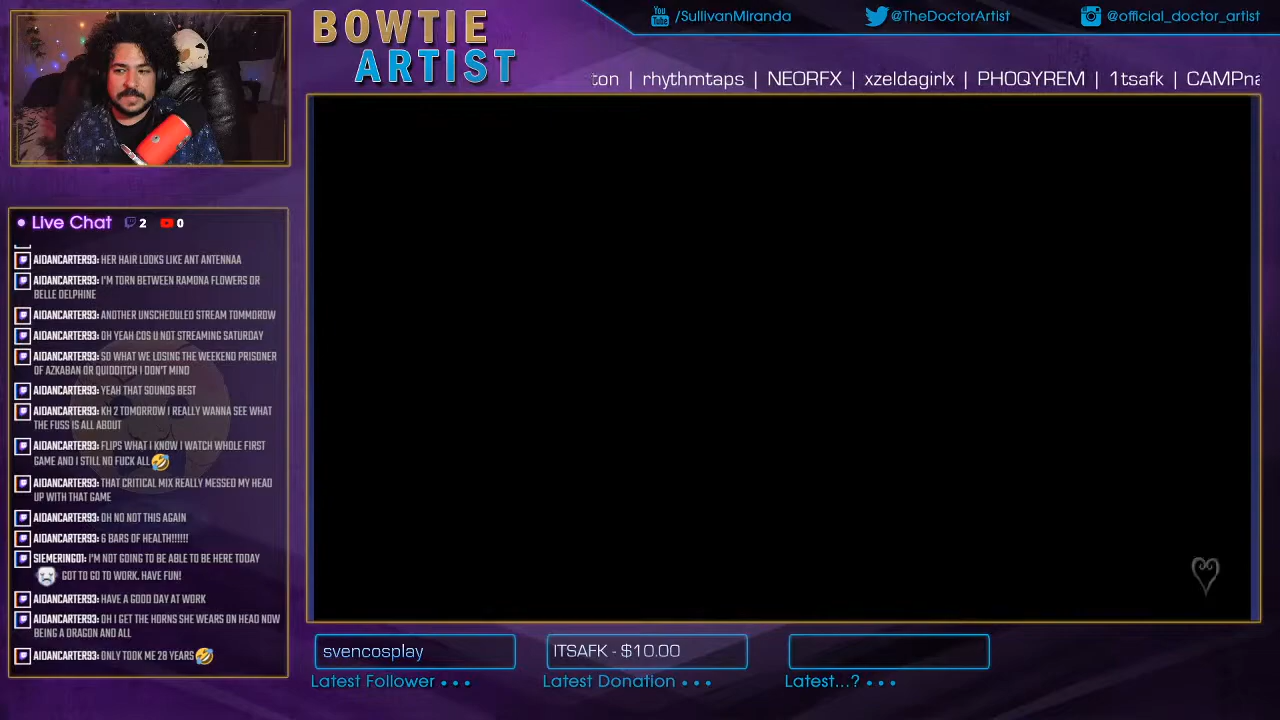 BOWTIE
ARTIST
/SullivanMiranda
@TheDoctorArtist
@official_doctor_artist
ton | rhythmtaps | NEORFX | xzeldagirlx | PHOQYREM | 1tsafk | CAMPna
Live Chat 2 0
AIDANCARTER93: HER HAIR LOOKS LIKE ANT ANTENNAA
AIDANCARTER93: I'M TORN BETWEEN RAMONA FLOWERS OR
BELLE DELPHINE
AIDANCARTER93: ANOTHER UNSCHEDULED STREAM TOMMOROW
AIDANCARTER93: OH YEAH COS U NOT STREAMING SATURDAY
AIDANCARTER93: SO WHAT WE LOSING THE WEEKEND PRISONER
OF AZKABAN OR QUIDDITCH I DON'T MIND
AIDANCARTER93: YEAH THAT SOUNDS BEST
AIDANCARTER93: KH 2 TOMORROW I REALLY WANNA SEE WHAT
THE FUSS IS ALL ABOUT
AIDANCARTER93: FLIPS WHAT I KNOW I WATCH WHOLE FIRST
GAME AND I STILL NO FUCK ALL
AIDANCARTER93: THAT CRITICAL MIX REALLY MESSED MY HEAD
UP WITH THAT GAME
AIDANCARTER93: OH NO NOT THIS AGAIN
AIDANCARTER93: 6 BARS OF HEALTH!!!!!!
SIEMERING01: I'M NOT GOING TO BE ABLE TO BE HERE TODAY
GOT TO GO TO WORK. HAVE FUN!
AIDANCARTER93: HAVE A GOOD DAY AT WORK
AIDANCARTER93: OH I GET THE HORNS SHE WEARS ON HEAD NOW
BEING A DRAGON AND ALL
AIDANCARTER93: ONLY TOOK ME 28 YEARS
svencosplay
Latest Follower • • •
ITSAFK - $10.00
Latest Donation • • •
Latest...? • • •